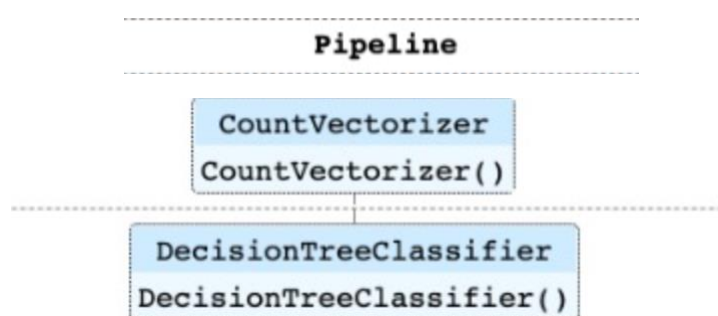 Pipeline
CountVectorizer
CountVectorizer()
DecisionTreeClassifier
DecisionTreeClassifier()